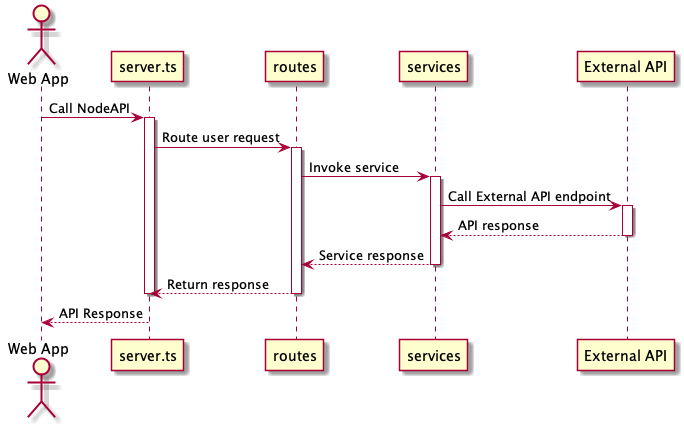 Web App
server.ts
routes
services
External API
Call NodeAPI
Route user request
Invoke service
Call External API endpoint
API response
Service response
Return response
API Response
Web App
server.ts
routes
services
External API